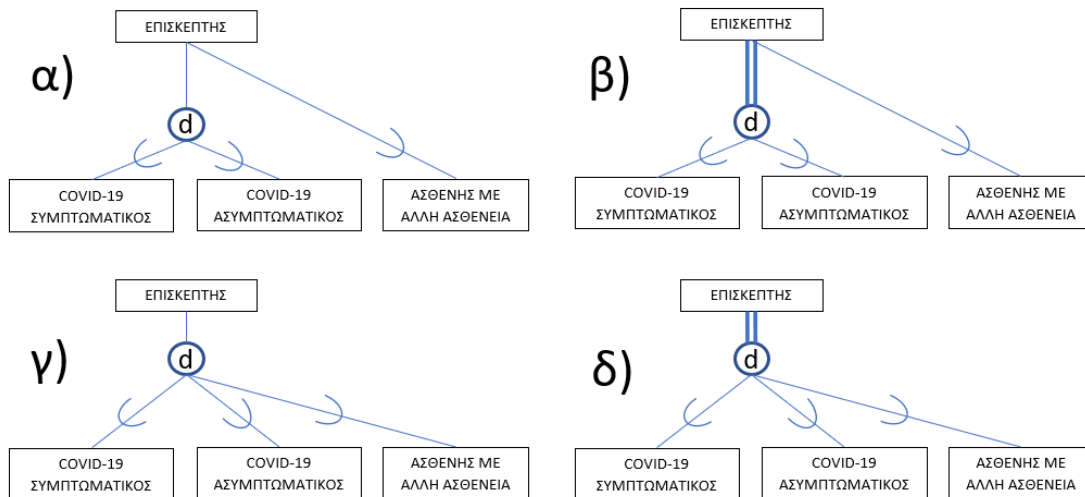 ΕΠΙΣΚΕΠΤΗΣ
α)
d
COVID-19
ΣΥΜΠΤΩΜΑΤΙΚΟΣ
COVID-19
ΑΣΥΜΠΤΩΜΑΤΙΚΟΣ
ΑΣΘΕΝΗΣ ΜΕ
ΑΛΛΗ ΑΣΘΕΝΕΙΑ
ΕΠΙΣΚΕΠΤΗΣ
β)
d
COVID-19
ΣΥΜΠΤΩΜΑΤΙΚΟΣ
COVID-19
ΑΣΥΜΠΤΩΜΑΤΙΚΟΣ
ΑΣΘΕΝΗΣ ΜΕ
ΑΛΛΗ ΑΣΘΕΝΕΙΑ
ΕΠΙΣΚΕΠΤΗΣ
γ)
d
COVID-19
ΣΥΜΠΤΩΜΑΤΙΚΟΣ
COVID-19
ΑΣΥΜΠΤΩΜΑΤΙΚΟΣ
ΑΣΘΕΝΗΣ ΜΕ
ΑΛΛΗ ΑΣΘΕΝΕΙΑ
ΕΠΙΣΚΕΠΤΗΣ
δ)
d
COVID-19
ΣΥΜΠΤΩΜΑΤΙΚΟΣ
COVID-19
ΑΣΥΜΠΤΩΜΑΤΙΚΟΣ
ΑΣΘΕΝΗΣ ΜΕ
ΑΛΛΗ ΑΣΘΕΝΕΙΑ